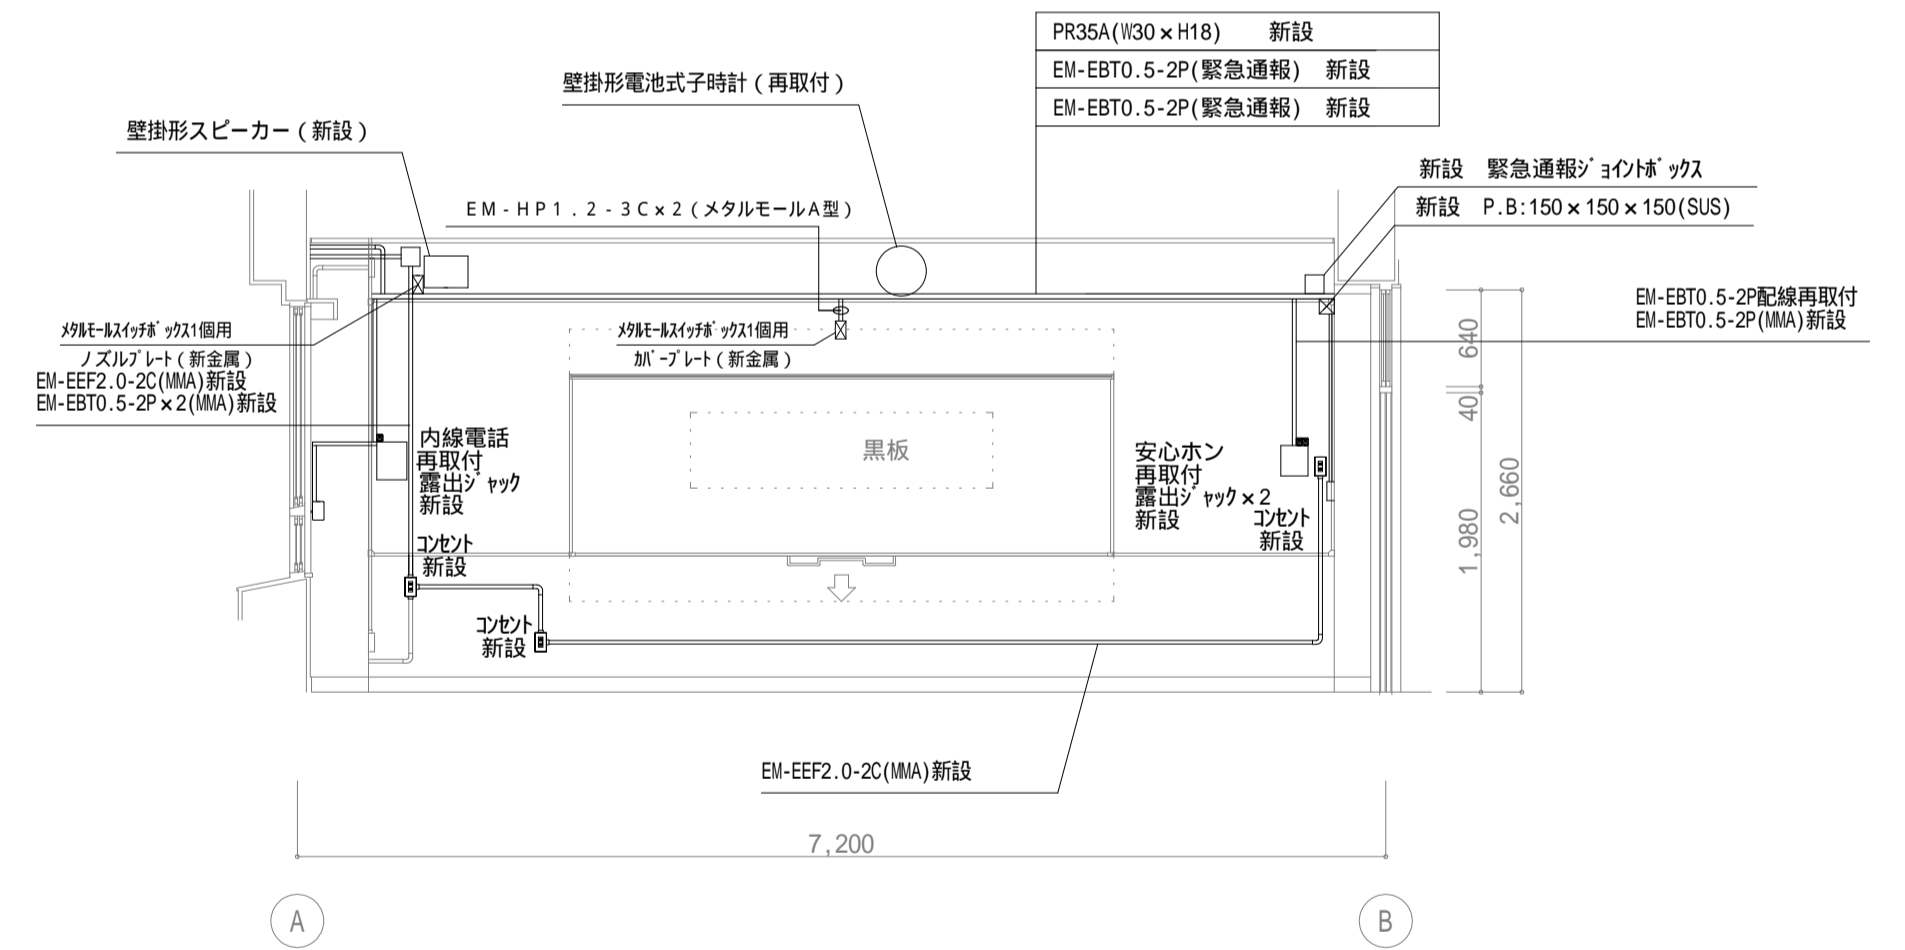 PR35A(W30×H18) 新設
EM-EBT0.5-2P(緊急通報) 新設
EM-EBT0.5-2P(緊急通報) 新設
壁掛形電池式子時計(再取付)
壁掛形スピーカー(新設)
新設 緊急通報ジョイントボックス
新設 P.B:150×150×150(SUS)
EM-HP1.2-3C×2(メタルモールA型)
EM-EBT0.5-2P配線再取付
EM-EBT0.5-2P(MMA)新設
メタルモールスイッチボックス1個用
ノズルプレート(新金属)
EM-EEF2.0-2C(MMA)新設
EM-EBT0.5-2P×2(MMA)新設
メタルモールスイッチボックス1個用
カバープレート(新金属)
640
40
1,980
2,660
内線電話
再取付
露出ジャック
新設
黒板
安心ホン
再取付
露出ジャック×2
新設
コンセント
新設
コンセント
新設
コンセント
新設
EM-EEF2.0-2C(MMA)新設
7,200
A
B